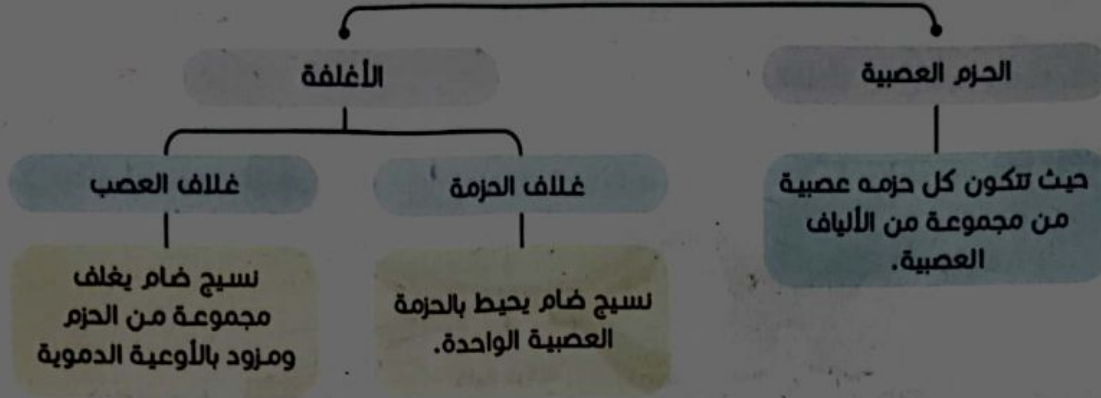 الحزم العصبية
الأغلفة
حيث تتكون كل حزمه عصبية
من مجموعة من الألياف
العصبية.
غلاف الحزمة
غلاف العصب
نسيج ضام يحيط بالحزمة
العصبية الواحدة.
نسيج ضام يغلف
مجموعة من الحزم
ومزود بالأوعية الدموية